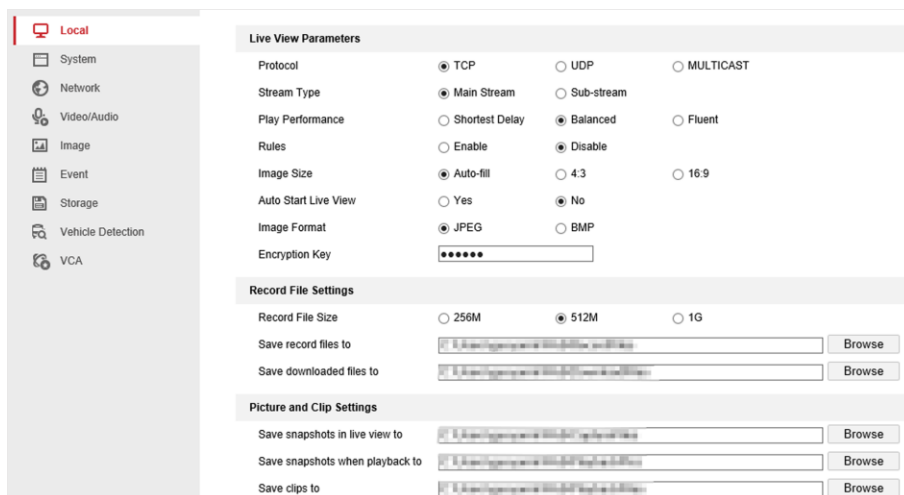 Local
System
Network
Video/Audio
Image
Event
Storage
Vehicle Detection
VCA
Live View Parameters
Protocol TCP UDP MULTICAST
Stream Type Main Stream Sub-stream
Play Performance Shortest Delay Balanced Fluent
Rules Enable Disable
Image Size Auto-fill 4:3 16:9
Auto Start Live View Yes No
Image Format JPEG BMP
Encryption Key ••••••
Record File Settings
Record File Size 256M 512M 1G
Save record files to Browse
Save downloaded files to Browse
Picture and Clip Settings
Save snapshots in live view to Browse
Save snapshots when playback to Browse
Save clips to Browse